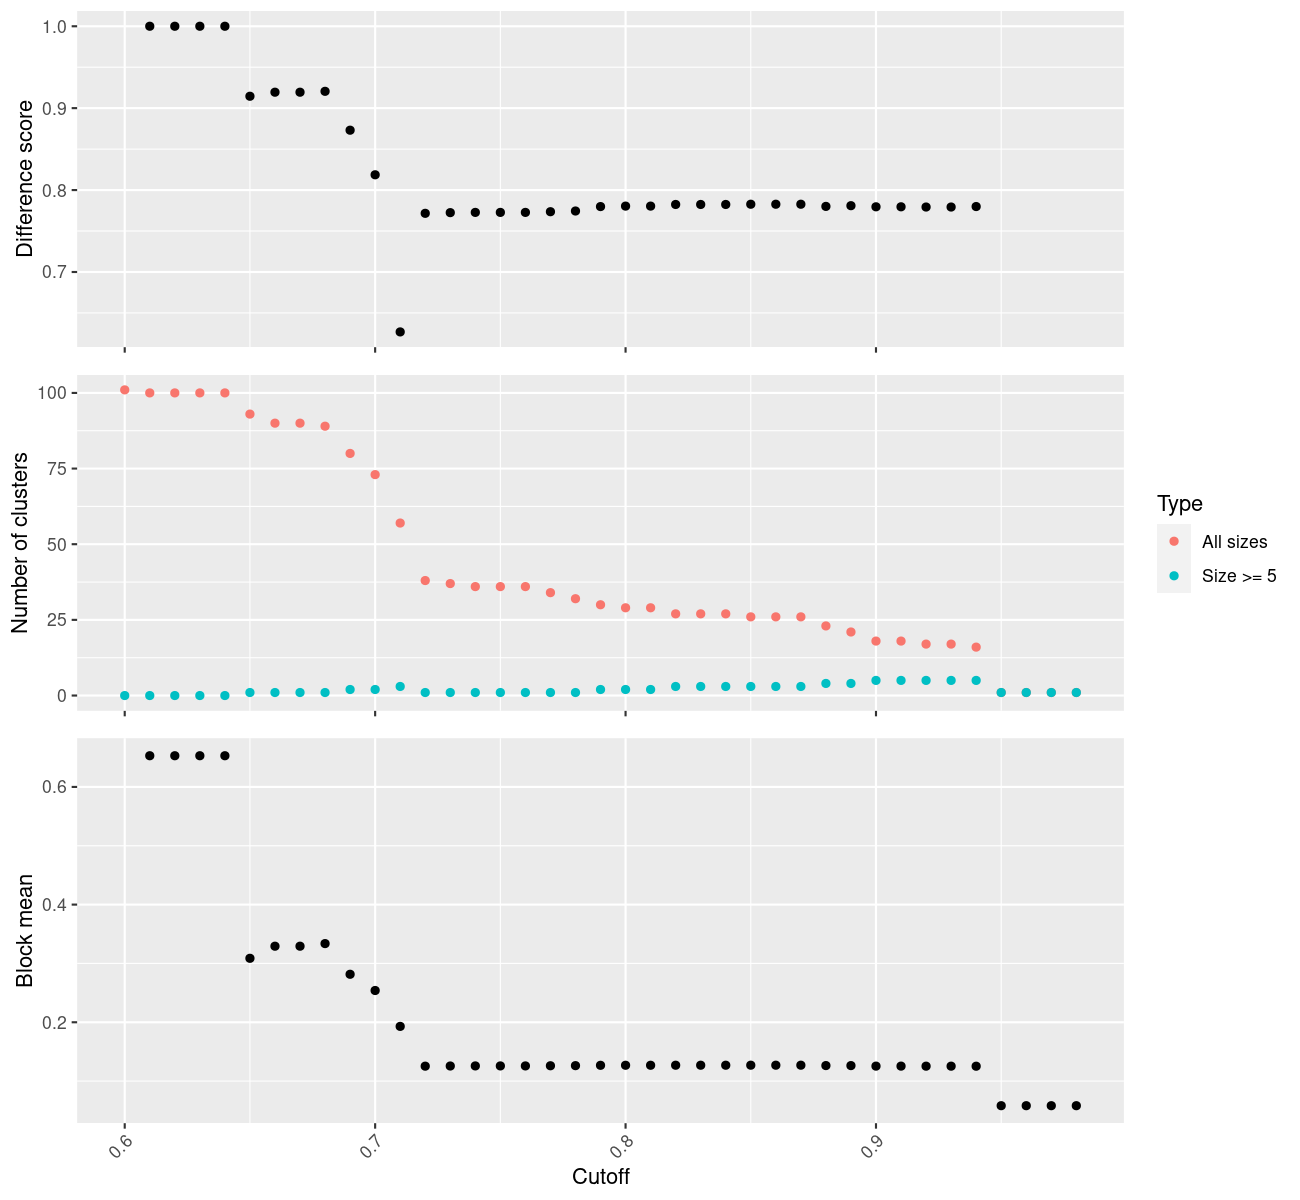 Difference score
1.0
0.9
0.8
0.7
Number of clusters
100
75
50
25
0
Type
All sizes
Size >= 5
Block mean
0.6
0.4
0.2
0.6
0.7
0.8
0.9
Cutoff